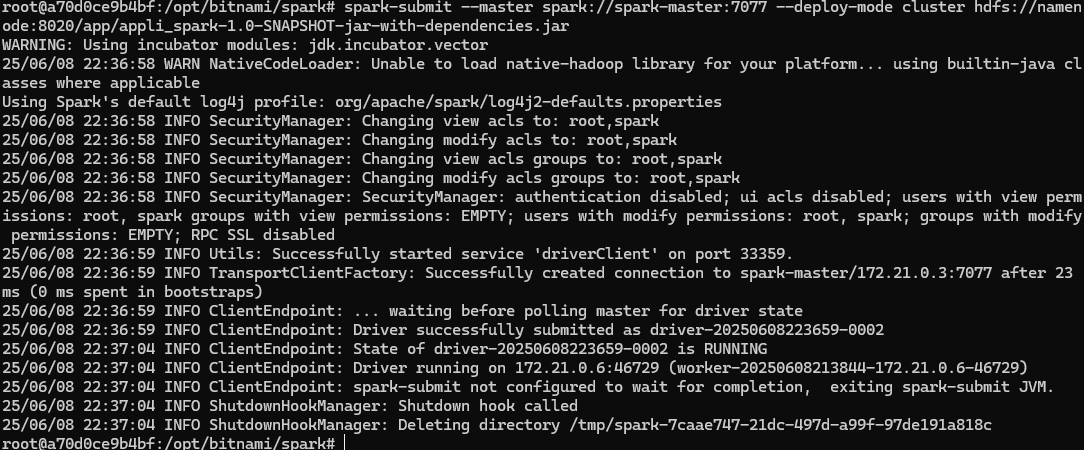 root@a70d0ce9b4bf:/opt/bitnami/spark# spark-submit --master spark://spark-master:7077 --deploy-mode cluster hdfs://namen
ode:8020/app/appli_spark-1.0-SNAPSHOT-jar-with-dependencies.jar
WARNING: Using incubator modules: jdk.incubator.vector
25/06/08 22:36:58 WARN NativeCodeLoader: Unable to load native-hadoop library for your platform... using builtin-java cl
asses where applicable
Using Spark's default log4j profile: org/apache/spark/log4j2-defaults.properties
25/06/08 22:36:58 INFO SecurityManager: Changing view acls to: root,spark
25/06/08 22:36:58 INFO SecurityManager: Changing modify acls to: root,spark
25/06/08 22:36:58 INFO SecurityManager: Changing view acls groups to: root,spark
25/06/08 22:36:58 INFO SecurityManager: Changing modify acls groups to: root,spark
25/06/08 22:36:58 INFO SecurityManager: SecurityManager: authentication disabled; ui acls disabled; users with view perm
issions: root, spark groups with view permissions: EMPTY; users with modify permissions: root, spark; groups with modify
 permissions: EMPTY; RPC SSL disabled
25/06/08 22:36:59 INFO Utils: Successfully started service 'driverClient' on port 33359.
25/06/08 22:36:59 INFO TransportClientFactory: Successfully created connection to spark-master/172.21.0.3:7077 after 23
ms (0 ms spent in bootstraps)
25/06/08 22:36:59 INFO ClientEndpoint: ... waiting before polling master for driver state
25/06/08 22:36:59 INFO ClientEndpoint: Driver successfully submitted as driver-20250608223659-0002
25/06/08 22:37:04 INFO ClientEndpoint: State of driver-20250608223659-0002 is RUNNING
25/06/08 22:37:04 INFO ClientEndpoint: Driver running on 172.21.0.6:46729 (worker-20250608213844-172.21.0.6-46729)
25/06/08 22:37:04 INFO ClientEndpoint: spark-submit not configured to wait for completion,  exiting spark-submit JVM.
25/06/08 22:37:04 INFO ShutdownHookManager: Shutdown hook called
25/06/08 22:37:04 INFO ShutdownHookManager: Deleting directory /tmp/spark-7caae747-21dc-497d-a99f-97de191a818c
root@a70d0ce9b4bf:/opt/bitnami/spark#